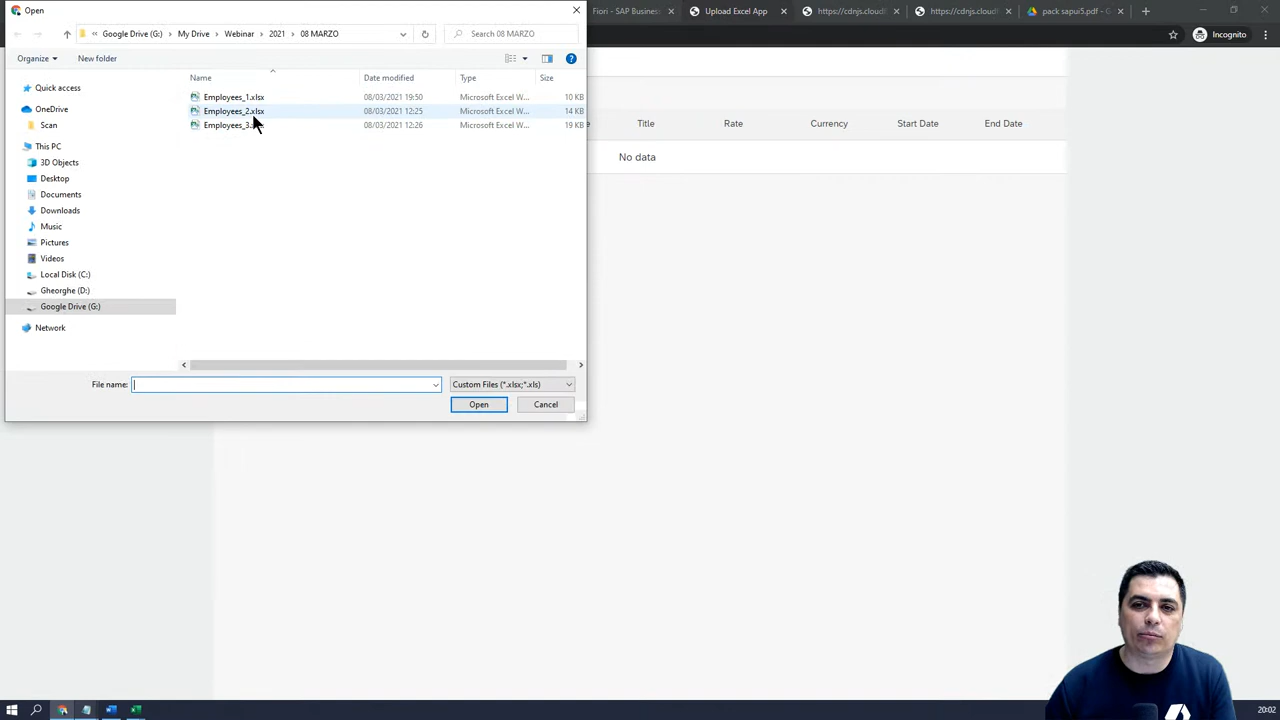 Open
Fiori - SAP Busines
Upload Excel App
https://cdnjs.cloudf
https://cdnjs.cloudf
pack sapui5.pdf - G
Google Drive (G:)
My Drive
Webinar
2021
08 MARZO
Search 08 MARZO
Incognito
Organize
New folder
Name
Date modified
Type
Size
Quick access
OneDrive
Scan
This PC
3D Objects
Desktop
Documents
Downloads
Music
Pictures
Videos
Local Disk (C:)
Gheorghe (D:)
Google Drive (G:)
Network
Employees_1.xlsx 08/03/2021 19:50 Microsoft Excel W... 10 KB
Employees_2.xlsx 08/03/2021 12:25 Microsoft Excel W... 14 KB
Employees_3. 08/03/2021 12:26 Microsoft Excel W... 19 KB
Title Rate Currency Start Date End Date
No data
File name:
Custom Files (*.xlsx;*.xls)
Open
Cancel
20:02